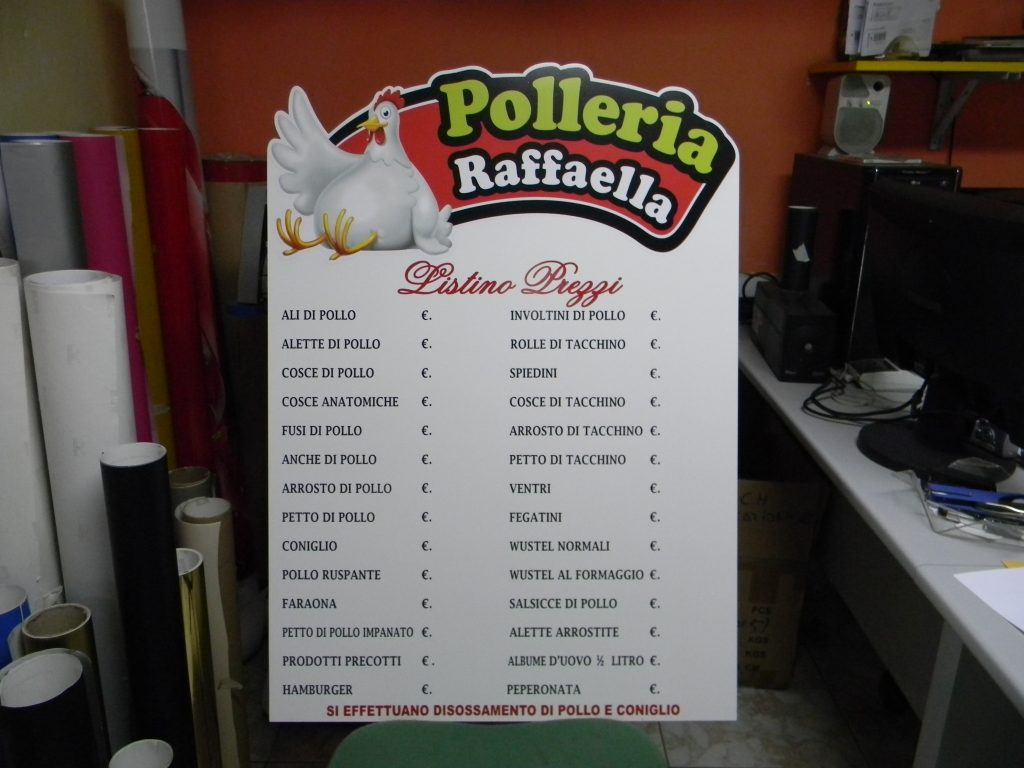 Polleria
Raffaella
Listino Prezzi
ALI DI POLLO €.
ALETTE DI POLLO €.
COSCE DI POLLO €.
COSCE ANATOMICHE €.
FUSI DI POLLO €.
ANCHE DI POLLO €.
ARROSTO DI POLLO €.
PETTO DI POLLO €.
CONIGLIO €.
POLLO RUSPANTE €.
FARAONA €.
PETTO DI POLLO IMPANATO €.
PRODOTTI PRECOTTI €.
HAMBURGER €.
INVOLTINI DI POLLO €.
ROLLE DI TACCHINO €.
SPIEDINI €.
COSCE DI TACCHINO €.
ARROSTO DI TACCHINO €.
PETTO DI TACCHINO €.
VENTRI €.
FEGATINI €.
WUSTEL NORMALI €.
WUSTEL AL FORMAGGIO €.
SALSICCE DI POLLO €.
ALETTE ARROSTITE €.
ALBUME D'UOVO ½ LITRO €.
PEPERONATA €.
SI EFFETTUANO DISOSSAMENTO DI POLLO E CONIGLIO
PCS
KGS
KGS